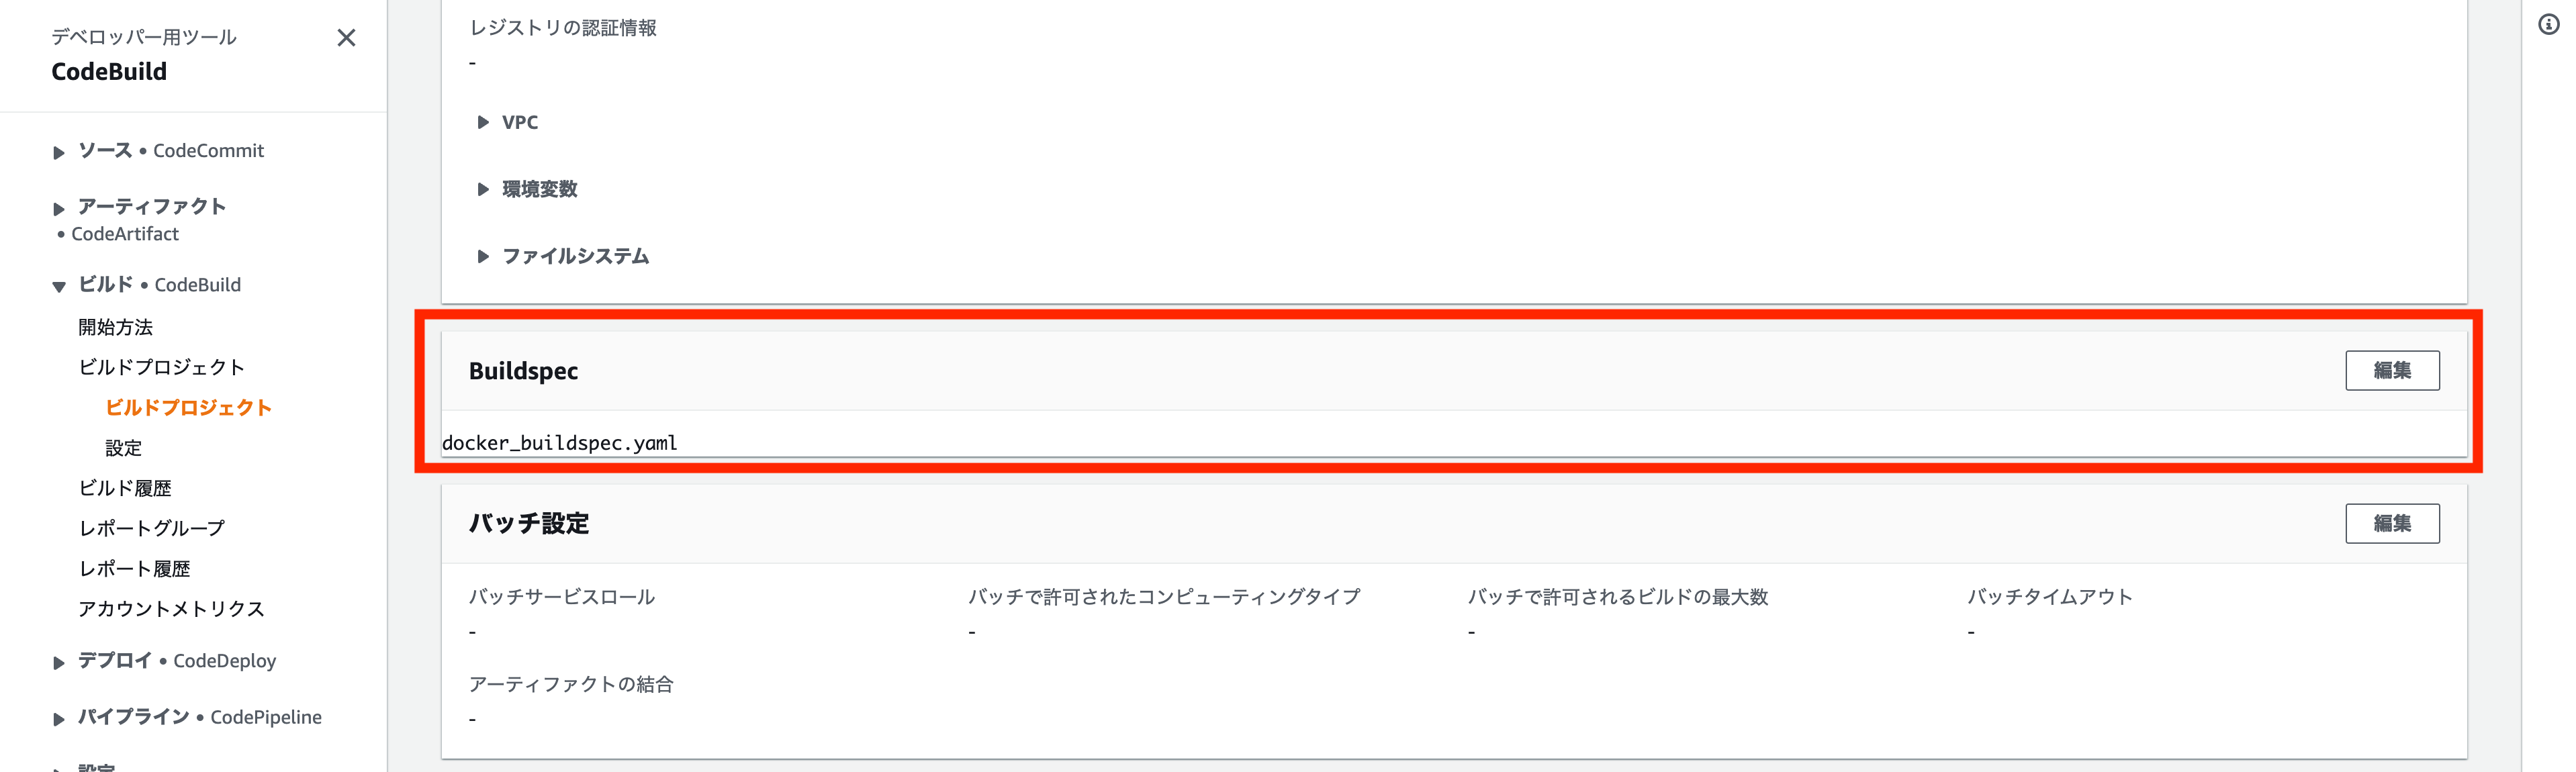 デベロッパー用ツール
CodeBuild
ソース • CodeCommit
アーティファクト
• CodeArtifact
ビルド • CodeBuild
開始方法
ビルドプロジェクト
ビルドプロジェクト
設定
ビルド履歴
レポートグループ
レポート履歴
アカウントメトリクス
デプロイ • CodeDeploy
パイプライン • CodePipeline
設定
レジストリの認証情報
-
VPC
環境変数
ファイルシステム
Buildspec
編集
docker_buildspec.yaml
バッチ設定
編集
バッチサービスロール
-
バッチで許可されたコンピューティングタイプ
-
バッチで許可されるビルドの最大数
-
バッチタイムアウト
-
アーティファクトの結合
-